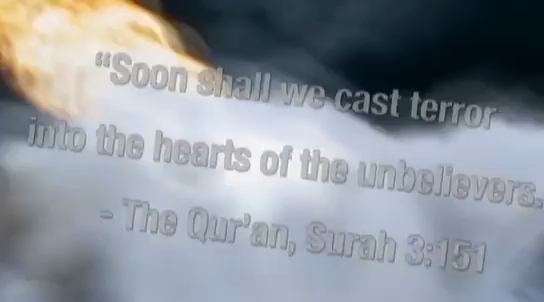 “Soon shall we cast terror
into the hearts of the unbelievers.
- The Qur'an, Surah 3:151